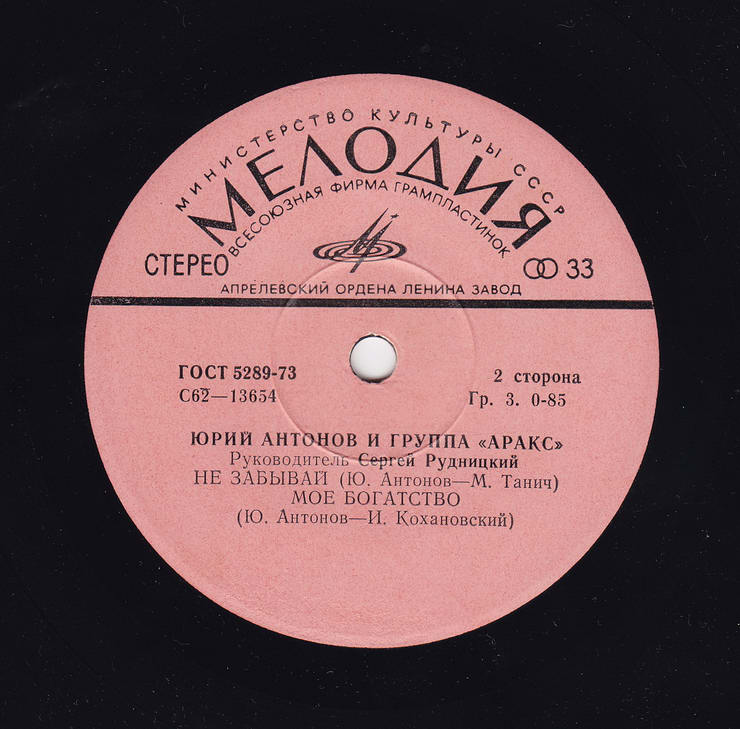 МИНИСТЕРСТВО КУЛЬТУРЫ СССР
МЕЛОДИЯ
ВСЕСОЮЗНАЯ ФИРМА ГРАМПЛАСТИНОК
СТЕРЕО
33
АПРЕЛЕВСКИЙ ОРДЕНА ЛЕНИНА ЗАВОД
ГОСТ 5289-73
2 сторона
С62—13654
Гр. 3. 0-85
ЮРИЙ АНТОНОВ И ГРУППА «АРАКС»
Руководитель Сергей Рудницкий
НЕ ЗАБЫВАЙ (Ю. Антонов—М. Танич)
МОЕ БОГАТСТВО
(Ю. Антонов—И. Кохановский)